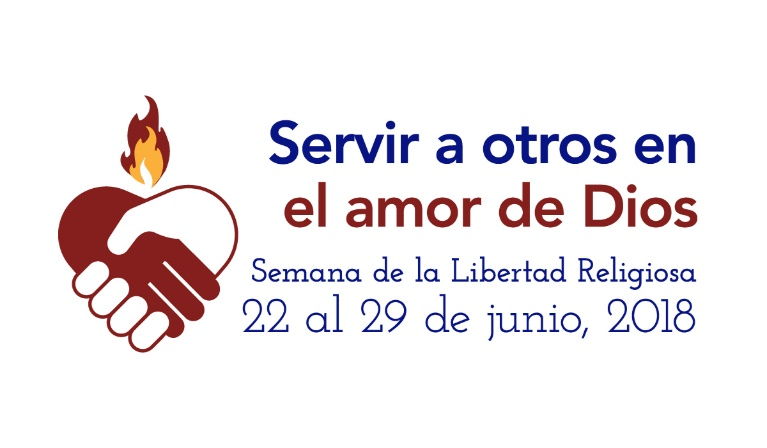 Servir a otros en
el amor de Dios
Semana de la Libertad Religiosa
22 al 29 de junio, 2018